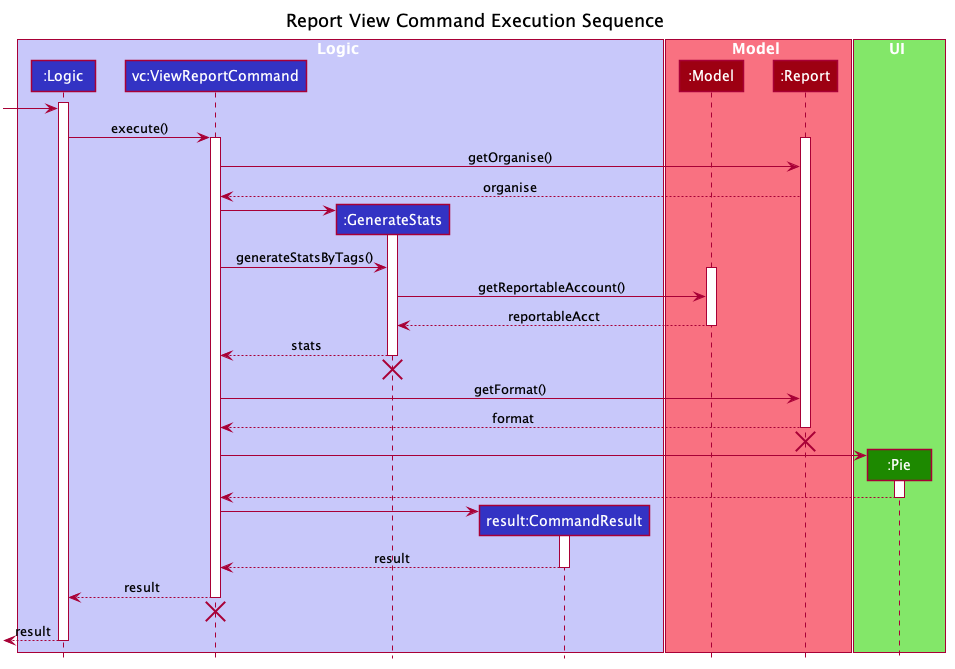 Report View Command Execution Sequence
Logic
Model
UI
:Logic
vc:ViewReportCommand
:Model
:Report
execute()
getOrganise()
organise
:GenerateStats
generateStatsByTags()
getReportableAccount()
reportableAcct
stats
getFormat()
format
:Pie
result:CommandResult
result
result
result